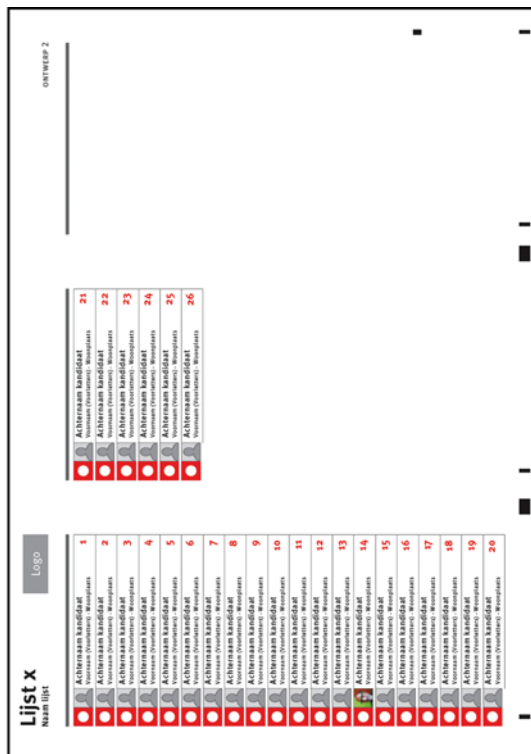 ONTWERP 2
Lijst x
Naam lijst
Logo
Achternaam kandidaat 1
Voornaam (Voorletters) - Woonplaats
Achternaam kandidaat 2
Voornaam (Voorletters) - Woonplaats
Achternaam kandidaat 3
Voornaam (Voorletters) - Woonplaats
Achternaam kandidaat 4
Voornaam (Voorletters) - Woonplaats
Achternaam kandidaat 5
Voornaam (Voorletters) - Woonplaats
Achternaam kandidaat 6
Voornaam (Voorletters) - Woonplaats
Achternaam kandidaat 7
Voornaam (Voorletters) - Woonplaats
Achternaam kandidaat 8
Voornaam (Voorletters) - Woonplaats
Achternaam kandidaat 9
Voornaam (Voorletters) - Woonplaats
Achternaam kandidaat 10
Voornaam (Voorletters) - Woonplaats
Achternaam kandidaat 11
Voornaam (Voorletters) - Woonplaats
Achternaam kandidaat 12
Voornaam (Voorletters) - Woonplaats
Achternaam kandidaat 13
Voornaam (Voorletters) - Woonplaats
Achternaam kandidaat 14
Voornaam (Voorletters) - Woonplaats
Achternaam kandidaat 15
Voornaam (Voorletters) - Woonplaats
Achternaam kandidaat 16
Voornaam (Voorletters) - Woonplaats
Achternaam kandidaat 17
Voornaam (Voorletters) - Woonplaats
Achternaam kandidaat 18
Voornaam (Voorletters) - Woonplaats
Achternaam kandidaat 19
Voornaam (Voorletters) - Woonplaats
Achternaam kandidaat 20
Voornaam (Voorletters) - Woonplaats
Achternaam kandidaat 21
Voornaam (Voorletters) - Woonplaats
Achternaam kandidaat 22
Voornaam (Voorletters) - Woonplaats
Achternaam kandidaat 23
Voornaam (Voorletters) - Woonplaats
Achternaam kandidaat 24
Voornaam (Voorletters) - Woonplaats
Achternaam kandidaat 25
Voornaam (Voorletters) - Woonplaats
Achternaam kandidaat 26
Voornaam (Voorletters) - Woonplaats